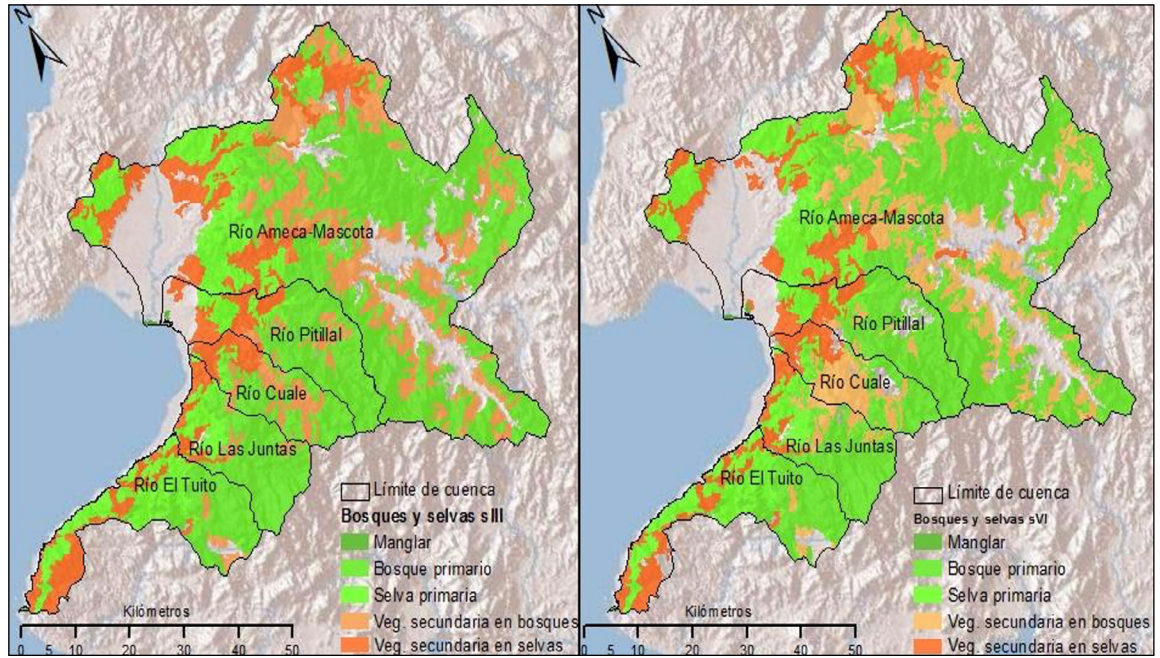 N
Río Ameca-Mascota
Río Pitillal
Río Cuale
Río Las Juntas
Río El Tuito
Límite de cuenca
Bosques y selvas sIII
Manglar
Bosque primario
Selva primaria
Veg. secundaria en bosques
Veg. secundaria en selvas
Kilómetros
0 5 10 20 30 40 50
N
Río Ameca-Mascota
Río Pitillal
Río Cuale
Río Las Juntas
Río El Tuito
Límite de cuenca
Bosques y selvas sVI
Manglar
Bosque primario
Selva primaria
Veg. secundaria en bosques
Veg. secundaria en selvas
Kilómetros
0 5 10 20 30 40 50